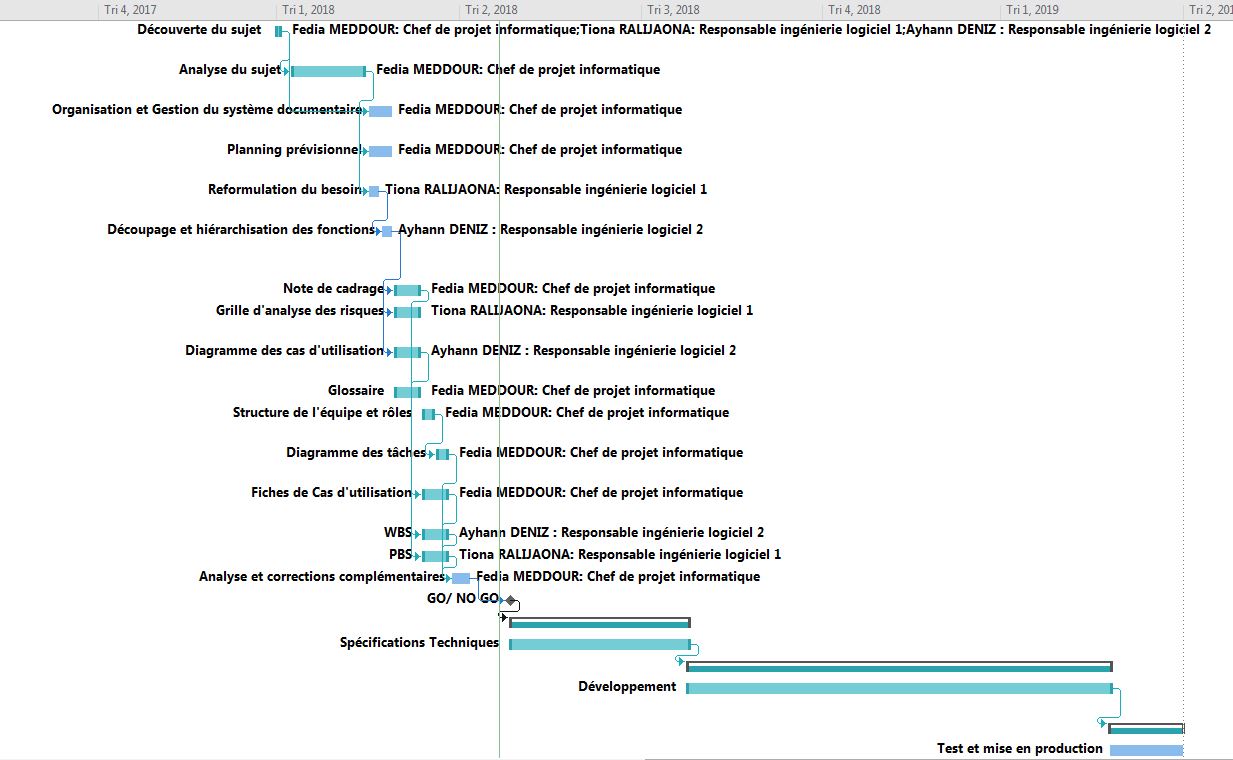 Tri 4, 2017 Tri 1, 2018 Tri 2, 2018 Tri 3, 2018 Tri 4, 2018 Tri 1, 2019 Tri 2, 201
Découverte du sujet Fedia MEDDOUR: Chef de projet informatique;Tiona RALIJAONA: Responsable ingénierie logiciel 1;Ayhann DENIZ : Responsable ingénierie logiciel 2
Analyse du sujet Fedia MEDDOUR: Chef de projet informatique
Organisation et Gestion du système documentaire Fedia MEDDOUR: Chef de projet informatique
Planning prévisionnel Fedia MEDDOUR: Chef de projet informatique
Reformulation du besoin Tiona RALIJAONA: Responsable ingénierie logiciel 1
Découpage et hiérarchisation des fonctions Ayhann DENIZ : Responsable ingénierie logiciel 2
Note de cadrage Fedia MEDDOUR: Chef de projet informatique
Grille d'analyse des risques Tiona RALIJAONA: Responsable ingénierie logiciel 1
Diagramme des cas d'utilisation Ayhann DENIZ : Responsable ingénierie logiciel 2
Glossaire Fedia MEDDOUR: Chef de projet informatique
Structure de l'équipe et rôles Fedia MEDDOUR: Chef de projet informatique
Diagramme des tâches Fedia MEDDOUR: Chef de projet informatique
Fiches de Cas d'utilisation Fedia MEDDOUR: Chef de projet informatique
WBS Ayhann DENIZ : Responsable ingénierie logiciel 2
PBS Tiona RALIJAONA: Responsable ingénierie logiciel 1
Analyse et corrections complémentaires Fedia MEDDOUR: Chef de projet informatique
GO/ NO GO
Spécifications Techniques
Développement
Test et mise en production